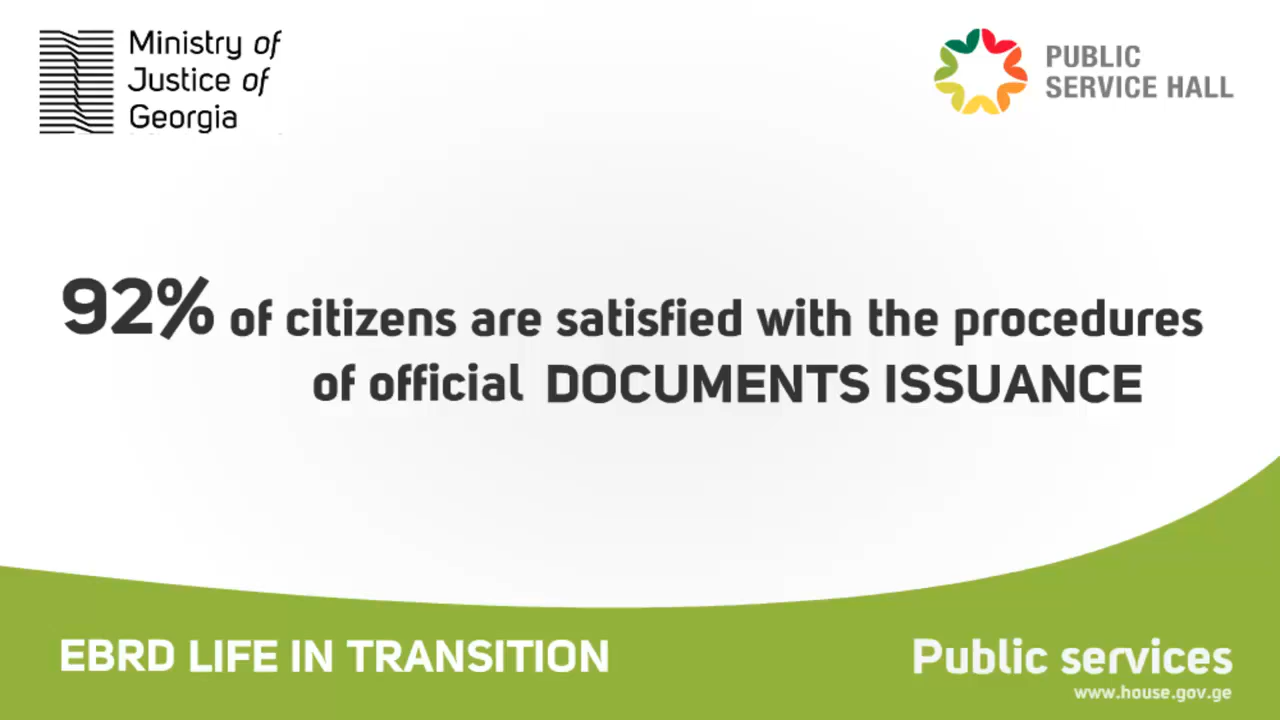 Ministry of
Justice of
Georgia
PUBLIC
SERVICE HALL
92% of citizens are satisfied with the procedures
of official DOCUMENTS ISSUANCE
EBRD LIFE IN TRANSITION
Public services
www.house.gov.ge